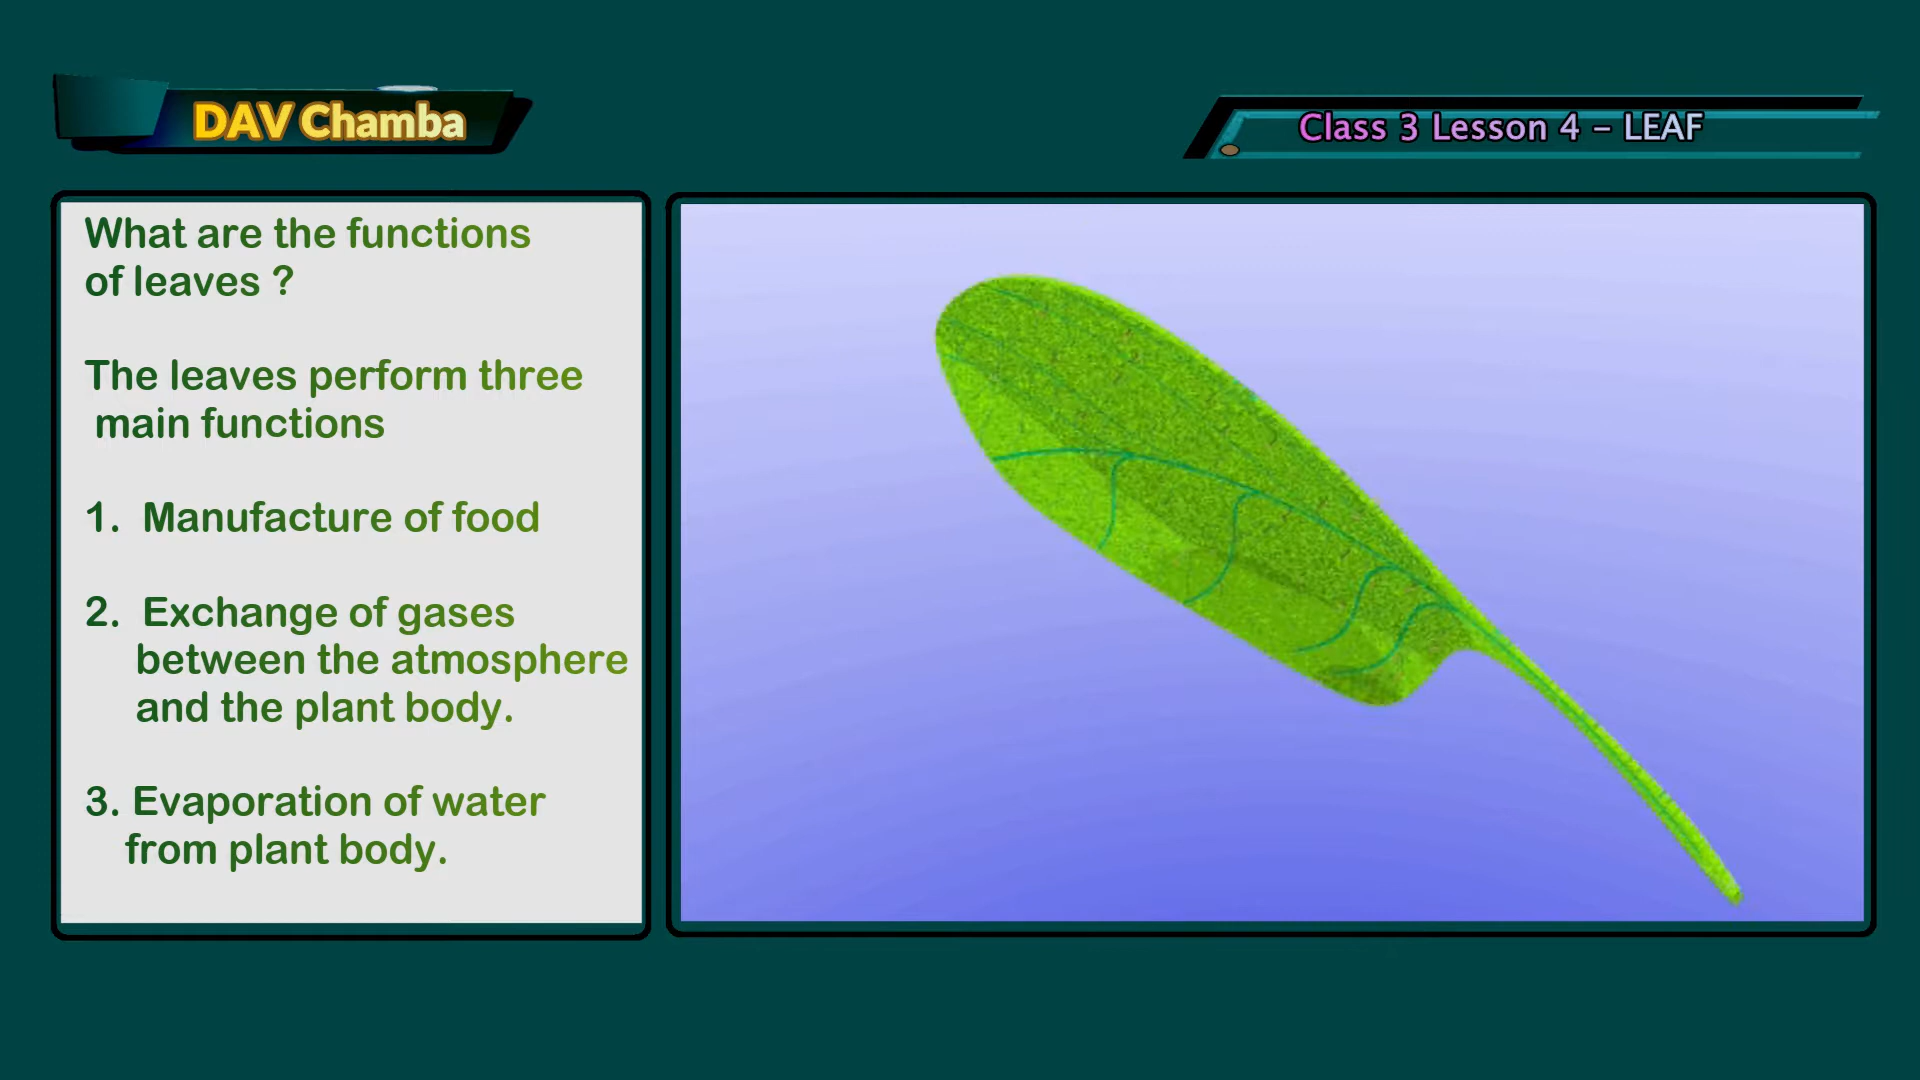 DAV Chamba
Class 3 Lesson 4 – LEAF
What are the functions
of leaves ?
The leaves perform three
main functions
1. Manufacture of food
2. Exchange of gases
between the atmosphere
and the plant body.
3. Evaporation of water
from plant body.